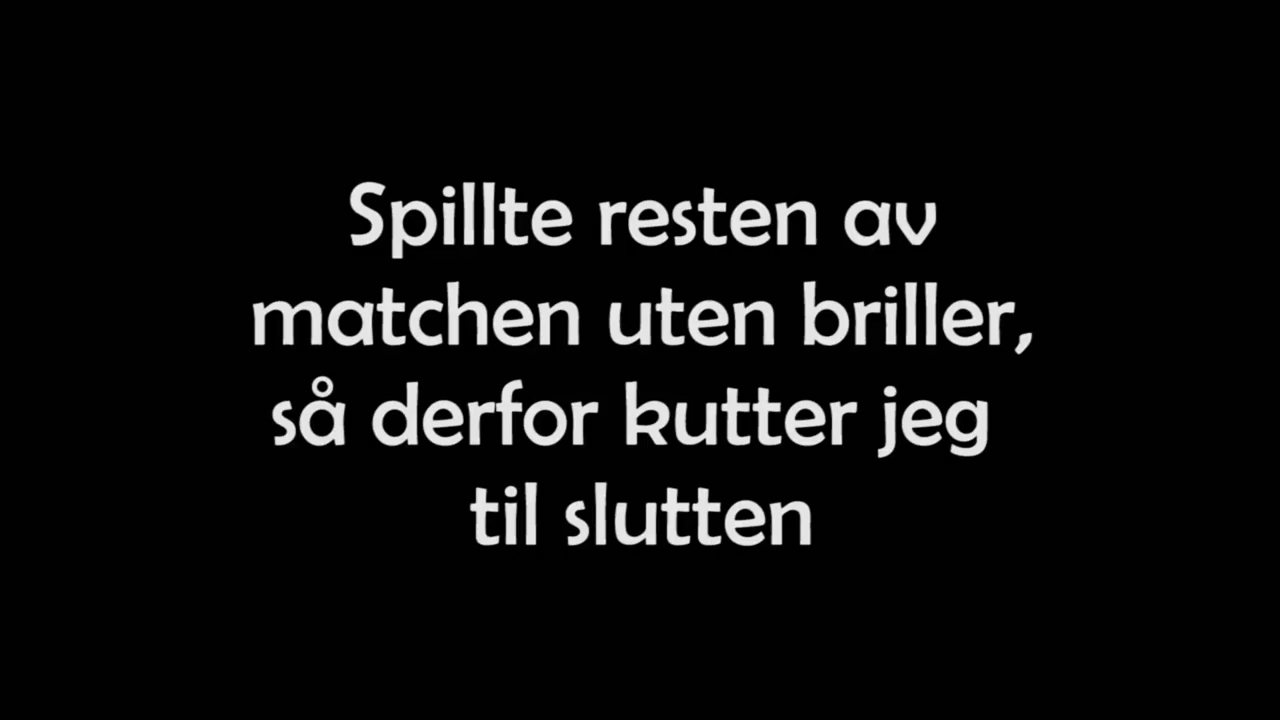 Spillte resten av
matchen uten briller,
så derfor kutter jeg
til slutten